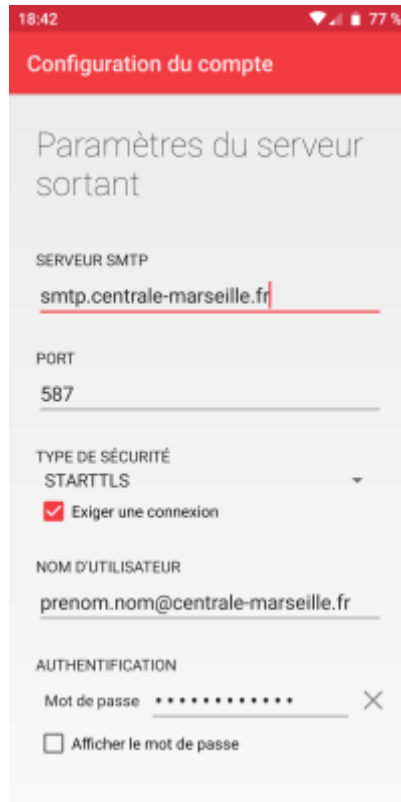 18:42
77 %
Configuration du compte
Paramètres du serveur
sortant
SERVEUR SMTP
smtp.centrale-marseille.fr
PORT
587
TYPE DE SÉCURITÉ
STARTTLS
Exiger une connexion
NOM D'UTILISATEUR
prenom.nom@centrale-marseille.fr
AUTHENTIFICATION
Mot de passe ••••••••••••
Afficher le mot de passe